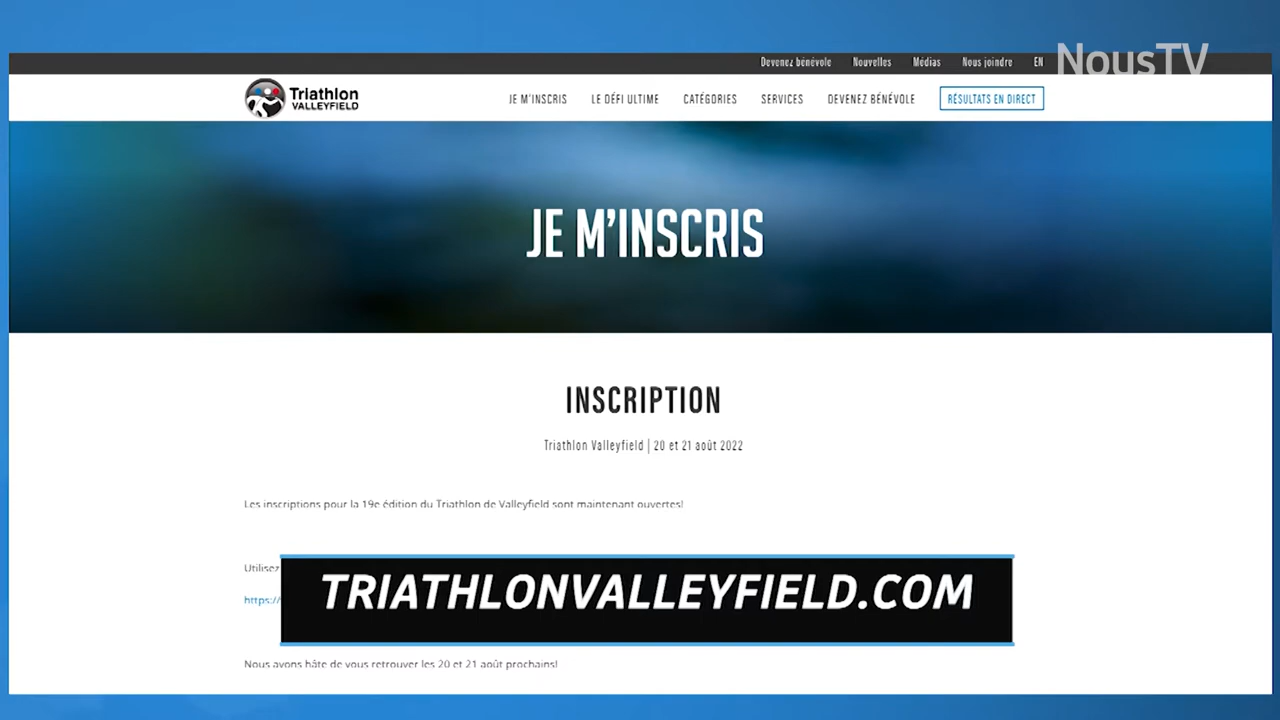 NousTV
Devenez bénévole Nouvelles Médias Nous joindre EN
Triathlon
VALLEYFIELD
JE M'INSCRIS LE DÉFI ULTIME CATÉGORIES SERVICES DEVENEZ BÉNÉVOLE RÉSULTATS EN DIRECT
JE M'INSCRIS
INSCRIPTION
Triathlon Valleyfield | 20 et 21 août 2022
Les inscriptions pour la 19e édition du Triathlon de Valleyfield sont maintenant ouvertes!
Utilisez
https://
TRIATHLONVALLEYFIELD.COM
Nous avons hâte de vous retrouver les 20 et 21 août prochains!